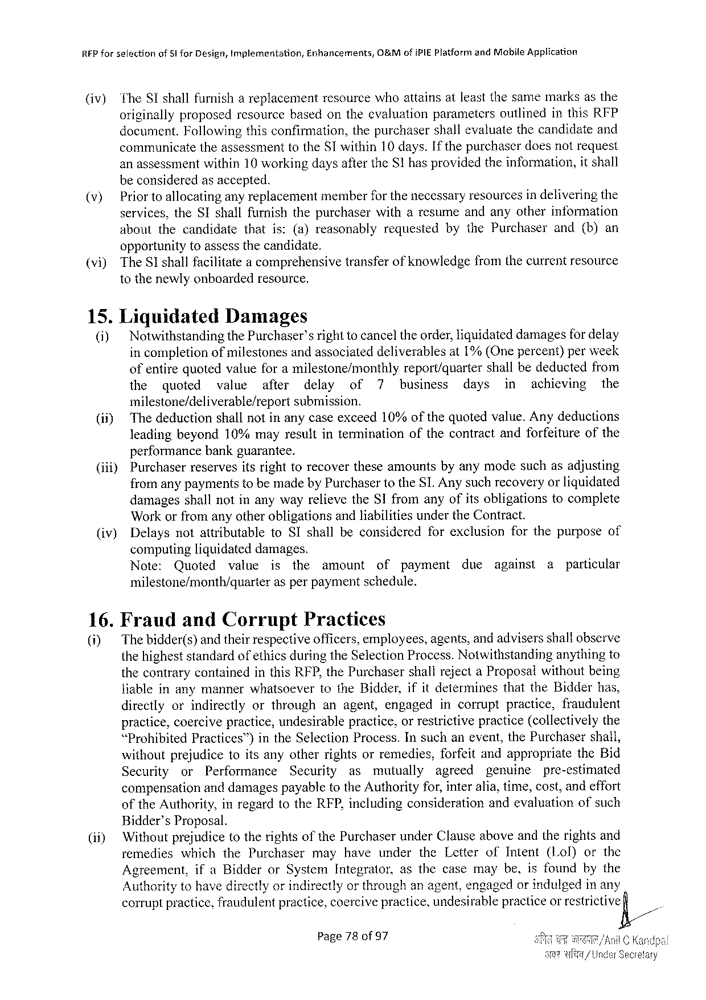 RFP for selection of SI for Design, Implementation, Enhancements, O&M of iPIE Platform and Mobile Application
(iv) The SI shall furnish a replacement resource who attains at least the same marks as the
originally proposed resource based on the evaluation parameters outlined in this RFP
document. Following this confirmation, the purchaser shall evaluate the candidate and
communicate the assessment to the SI within 10 days. If the purchaser does not request
an assessment within 10 working days after the SI has provided the information, it shall
be considered as accepted.
(v) Prior to allocating any replacement member for the necessary resources in delivering the
services, the SI shall furnish the purchaser with a resume and any other information
about the candidate that is: (a) reasonably requested by the Purchaser and (b) an
opportunity to assess the candidate.
(vi) The SI shall facilitate a comprehensive transfer of knowledge from the current resource
to the newly onboarded resource.
15. Liquidated Damages
(i) Notwithstanding the Purchaser's right to cancel the order, liquidated damages for delay
in completion of milestones and associated deliverables at 1% (One percent) per week
of entire quoted value for a milestone/monthly report/quarter shall be deducted from
the quoted value after delay of 7 business days in achieving the
milestone/deliverable/report submission.
(ii) The deduction shall not in any case exceed 10% of the quoted value. Any deductions
leading beyond 10% may result in termination of the contract and forfeiture of the
performance bank guarantee.
(iii) Purchaser reserves its right to recover these amounts by any mode such as adjusting
from any payments to be made by Purchaser to the SI. Any such recovery or liquidated
damages shall not in any way relieve the SI from any of its obligations to complete
Work or from any other obligations and liabilities under the Contract.
(iv) Delays not attributable to SI shall be considered for exclusion for the purpose of
computing liquidated damages.
Note: Quoted value is the amount of payment due against a particular
milestone/month/quarter as per payment schedule.
16. Fraud and Corrupt Practices
(i) The bidder(s) and their respective officers, employees, agents, and advisers shall observe
the highest standard of ethics during the Selection Process. Notwithstanding anything to
the contrary contained in this RFP, the Purchaser shall reject a Proposal without being
liable in any manner whatsoever to the Bidder, if it determines that the Bidder has,
directly or indirectly or through an agent, engaged in corrupt practice, fraudulent
practice, coercive practice, undesirable practice, or restrictive practice (collectively the
“Prohibited Practices”) in the Selection Process. In such an event, the Purchaser shall,
without prejudice to its any other rights or remedies, forfeit and appropriate the Bid
Security or Performance Security as mutually agreed genuine pre-estimated
compensation and damages payable to the Authority for, inter alia, time, cost, and effort
of the Authority, in regard to the RFP, including consideration and evaluation of such
Bidder's Proposal.
(ii) Without prejudice to the rights of the Purchaser under Clause above and the rights and
remedies which the Purchaser may have under the Letter of Intent (LoI) or the
Agreement, if a Bidder or System Integrator, as the case may be, is found by the
Authority to have directly or indirectly or through an agent, engaged or indulged in any
corrupt practice, fraudulent practice, coercive practice, undesirable practice or restrictive
Page 78 of 97
अनिल चन्द्र काण्डपाल/Anil C Kandpal
अवर सचिव/Under Secretary